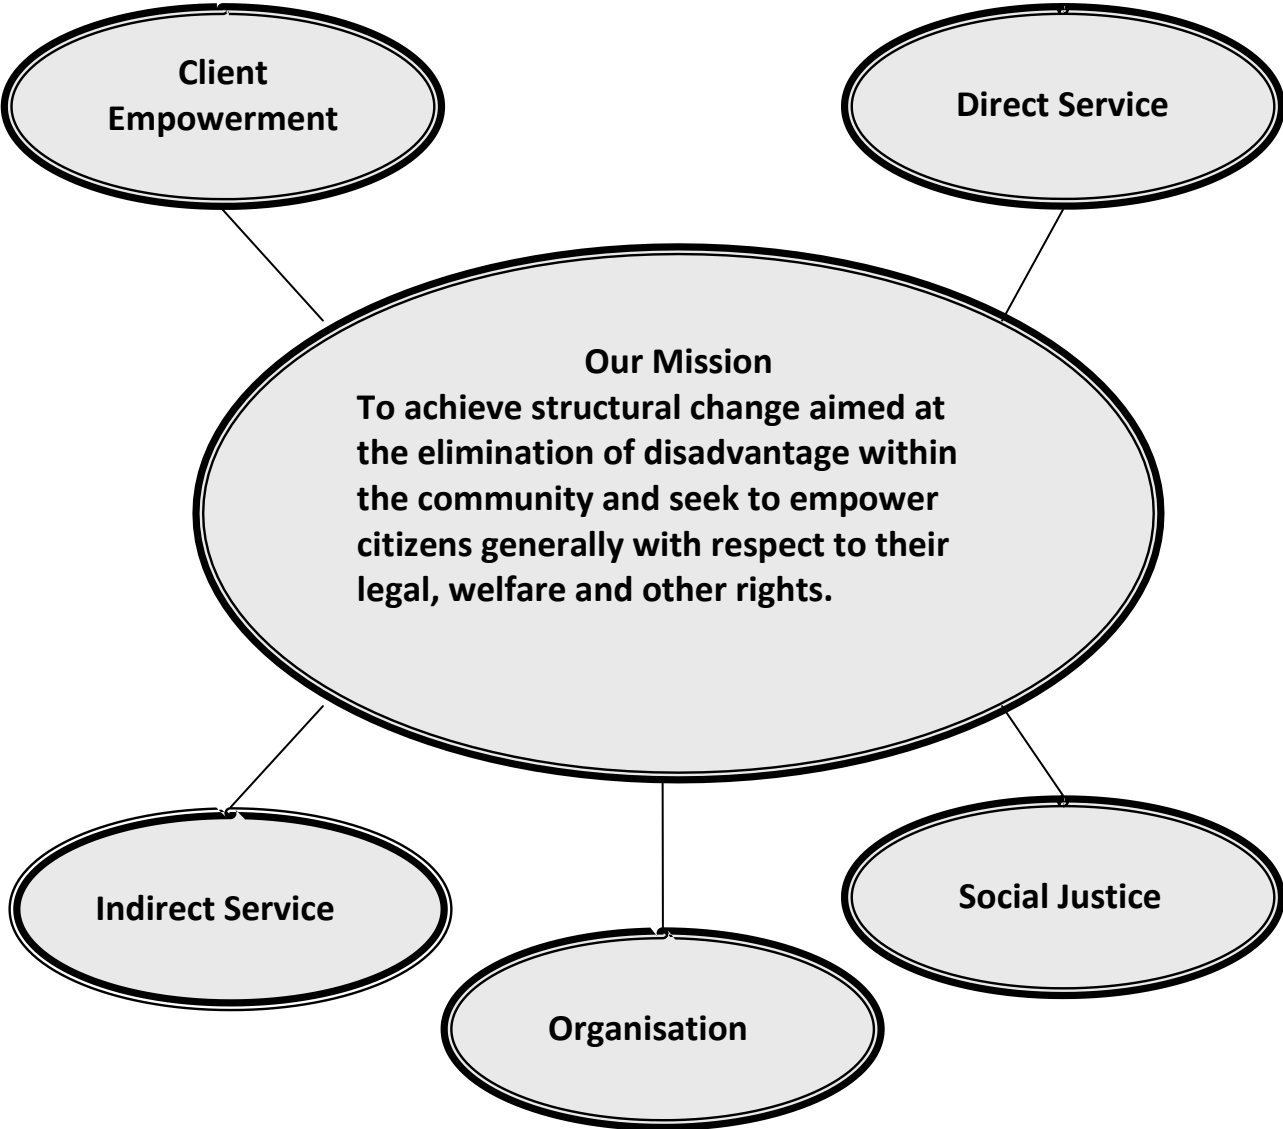 Client
Empowerment
Direct Service
Our Mission
To achieve structural change aimed at
the elimination of disadvantage within
the community and seek to empower
citizens generally with respect to their
legal, welfare and other rights.
Indirect Service
Social Justice
Organisation